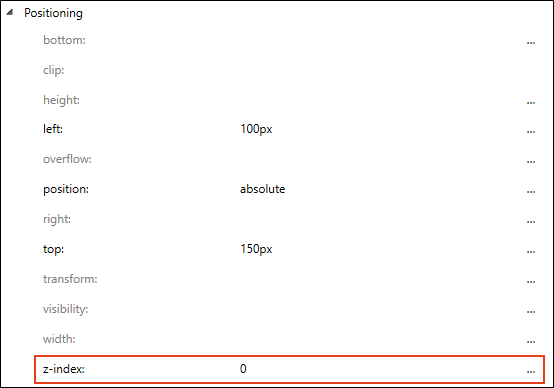 Positioning
bottom: ...
clip: ...
height: ...
left: 100px ...
overflow: ...
position: absolute ...
right: ...
top: 150px ...
transform: ...
visibility: ...
width: ...
z-index: 0 ...